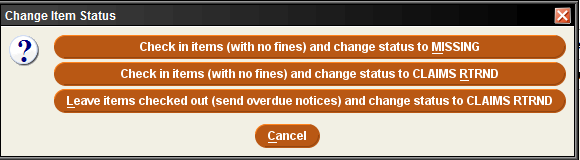 Change Item Status
Check in items (with no fines) and change status to MISSING
Check in items (with no fines) and change status to CLAIMS RTRND
Leave items checked out (send overdue notices) and change status to CLAIMS RTRND
Cancel